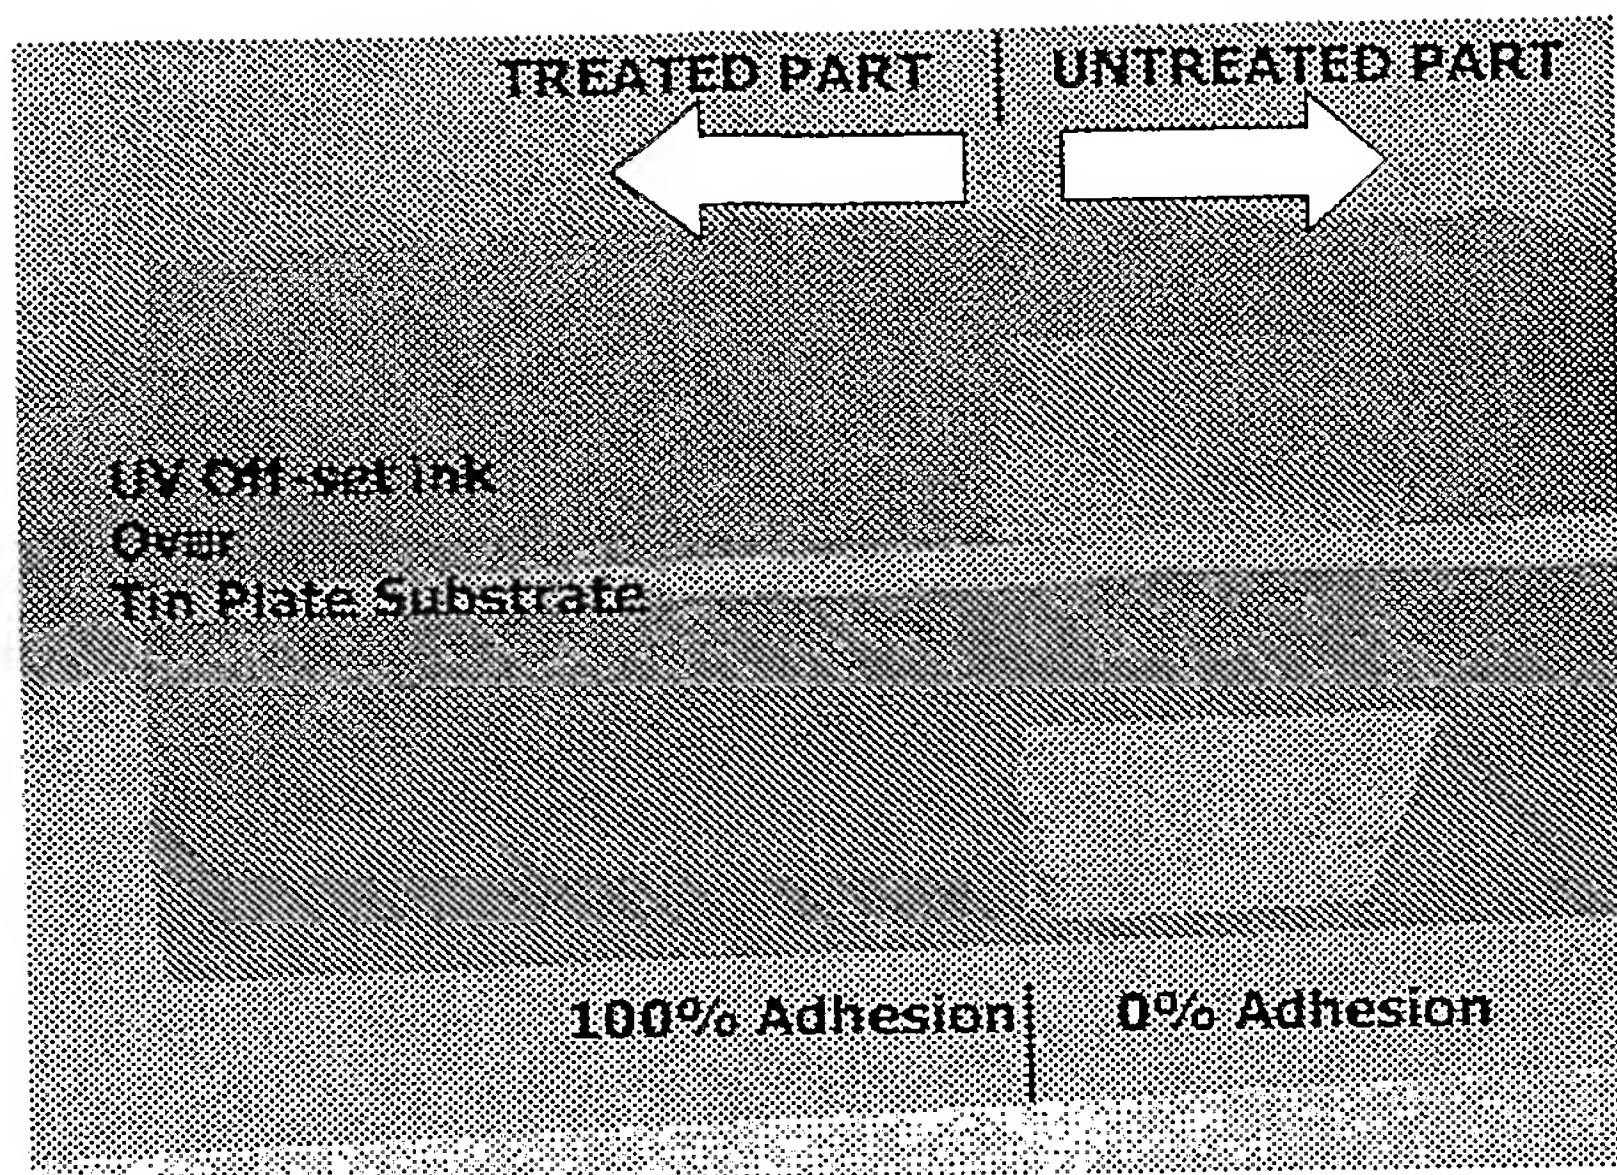 TREATED PART
UNTREATED PART
UV Off-set ink
Over
Tin Plate Substrate
100% Adhesion
0% Adhesion